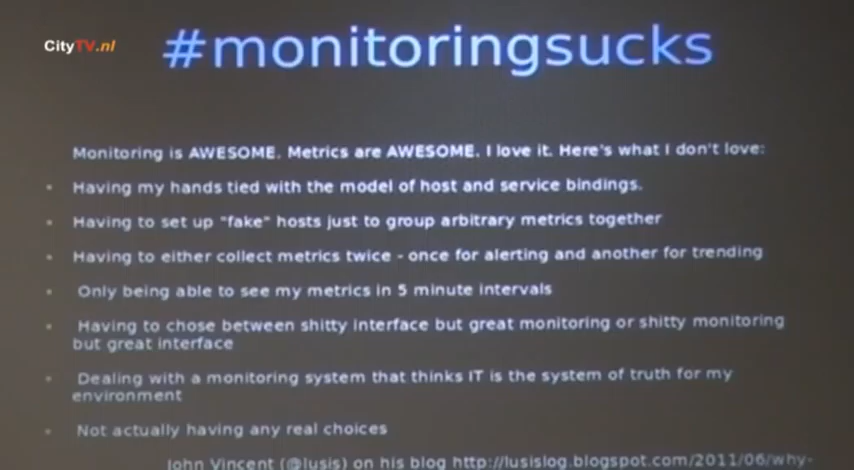 CityTV.nl
#monitoringsucks
Monitoring is AWESOME. Metrics are AWESOME. I love it. Here's what I don't love:
Having my hands tied with the model of host and service bindings.
Having to set up "fake" hosts just to group arbitrary metrics together
Having to either collect metrics twice - once for alerting and another for trending
Only being able to see my metrics in 5 minute intervals
Having to chose between shitty interface but great monitoring or shitty monitoring
but great interface
Dealing with a monitoring system that thinks IT is the system of truth for my
environment
Not actually having any real choices
John Vincent (@lusis) on his blog http://lusislog.blogspot.com/2011/06/why-